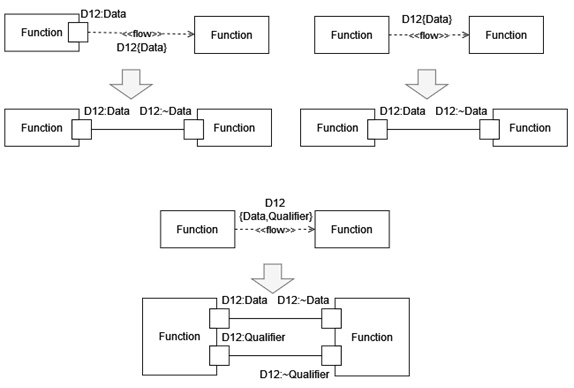 D12:Data
Function
<<flow>>
Function
D12{Data}
D12{Data}
Function
<<flow>>
Function
D12:Data D12:~Data
Function
Function
D12:Data D12:~Data
Function
Function
D12
{Data,Qualifier}
Function
<<flow>>
Function
D12:Data D12:~Data
Function
D12:Qualifier
Function
D12:~Qualifier